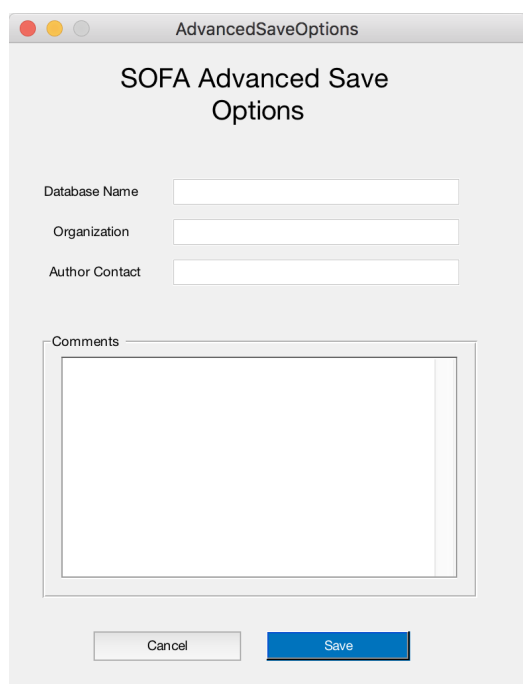 AdvancedSaveOptions
SOFA Advanced Save
Options
Database Name
Organization
Author Contact
Comments
Cancel
Save